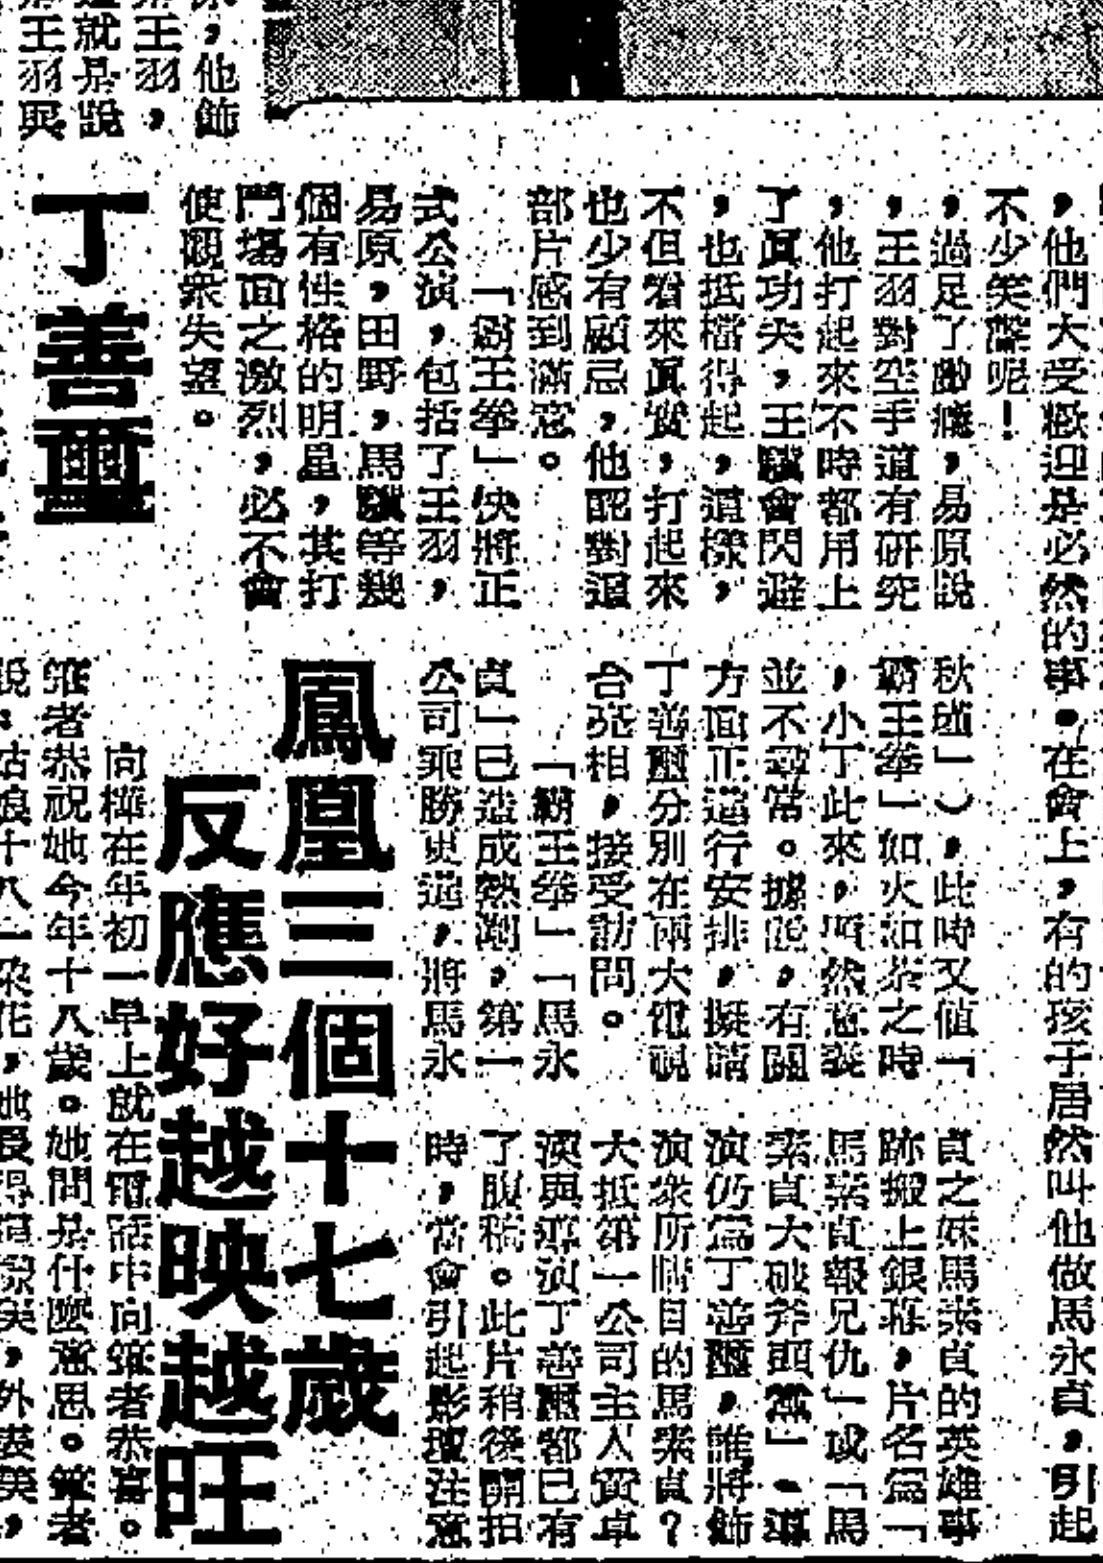 ，他們大受歡迎是必然的事。在會上，有的孩子居然叫他做馬永貞，引起
不少笑聲呢！
，過足了戲癮，易原說
，王羽對空手道有研究
，他打起來不時都用上
了真功夫，王驥會閃避
，也抵擋得起，這樣，
不但看來真實，打起來
也少有顧忌，他說對這
部片感到滿意。
「霸王拳」快將正
式公演，包括了王羽，
易原，田野，馬驥等幾
個有性格的明星，其打
鬥場面之激烈，必不會
使觀衆失望。
，他飾
王羽，
就是說
王羽與
丁善璽
秋瑾」），此時又值「
霸王拳」如火如荼之時
，小丁此來，顯然意義
並不尋常。據說，有關
方面正進行安排，擬請
丁善璽分別在兩大電視
合亮相，接受訪問。
「霸王拳」「馬永
貞」已造成熱潮，第一
公司乘勝更進，將馬永
貞之妹馬素貞的英雄事
跡搬上銀幕，片名為「
馬素貞報兄仇」或「馬
素貞大破斧頭黨」，導
演仍為丁善璽，誰將飾
演衆所矚目的馬素貞？
大抵第一公司主人黃卓
漢與導演丁善璽都已有
了腹稿。此片稍後開拍
時，當會引起影壇注意
鳳凰三個十七歲
反應好越映越旺
在年初一早上就在電話中向筆者恭喜。
筆者恭祝她今年十八歲。她問是什麼意思。筆者
說：姑娘十八一朵花，她長得這樣美，外裝美，